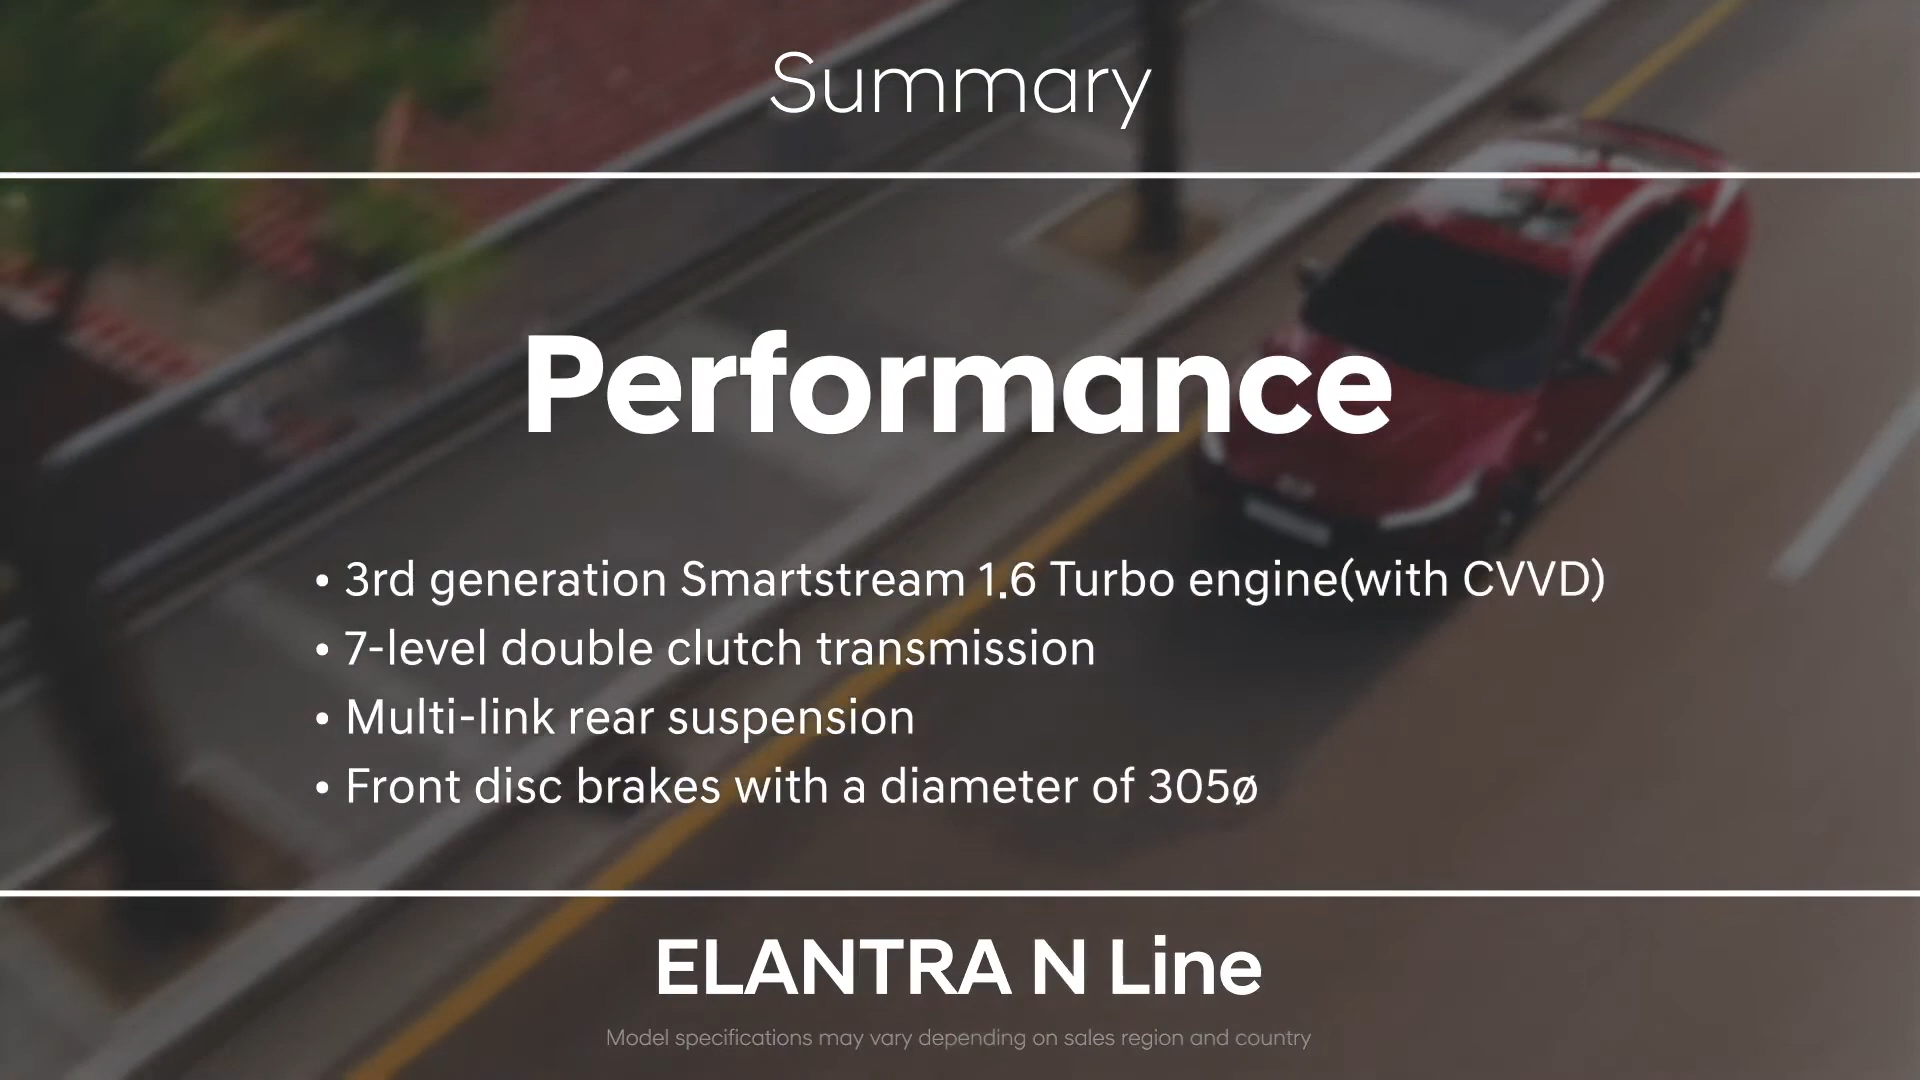 Summary
Performance
• 3rd generation Smartstream 1.6 Turbo engine(with CVVD)
• 7-level double clutch transmission
• Multi-link rear suspension
• Front disc brakes with a diameter of 305ø
ELANTRA N Line
Model specifications may vary depending on sales region and country